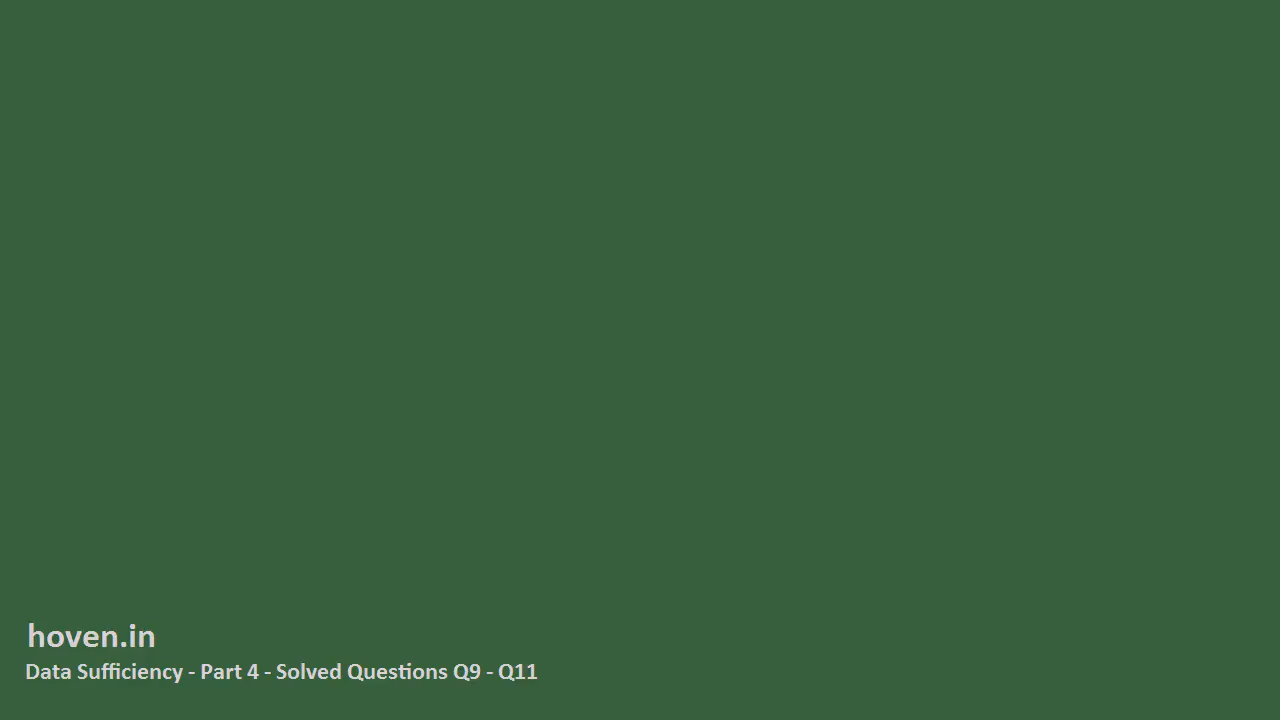 hoven.in
Data Sufficiency - Part 4 - Solved Questions Q9 - Q11